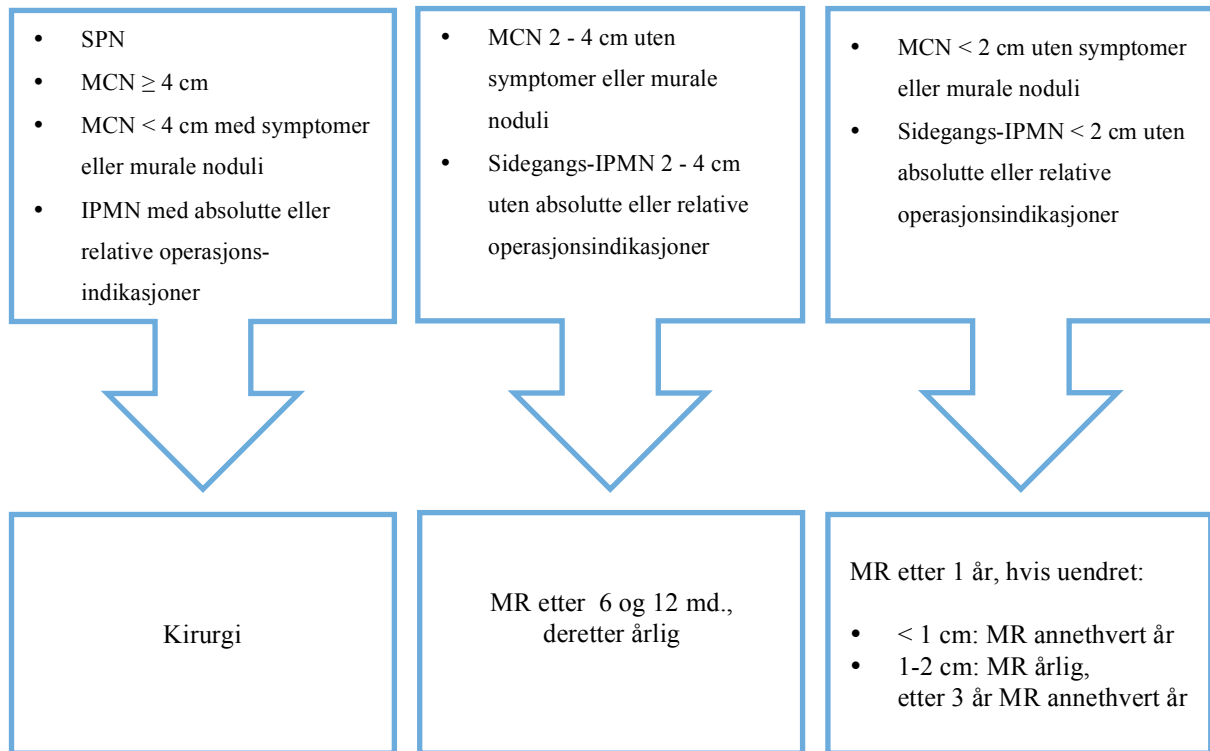 • SPN
• MCN ≥ 4 cm
• MCN < 4 cm med symptomer
eller murale noduli
• IPMN med absolutte eller
relative operasjons-
indikasjoner
• MCN 2 - 4 cm uten
symptomer eller murale
noduli
• Sidegangs-IPMN 2 - 4 cm
uten absolutte eller relative
operasjonsindikasjoner
• MCN < 2 cm uten symptomer
eller murale noduli
• Sidegangs-IPMN < 2 cm uten
absolutte eller relative
operasjonsindikasjoner
Kirurgi
MR etter 6 og 12 md.,
deretter årlig
MR etter 1 år, hvis uendret:
• < 1 cm: MR annethvert år
• 1-2 cm: MR årlig,
etter 3 år MR annethvert år